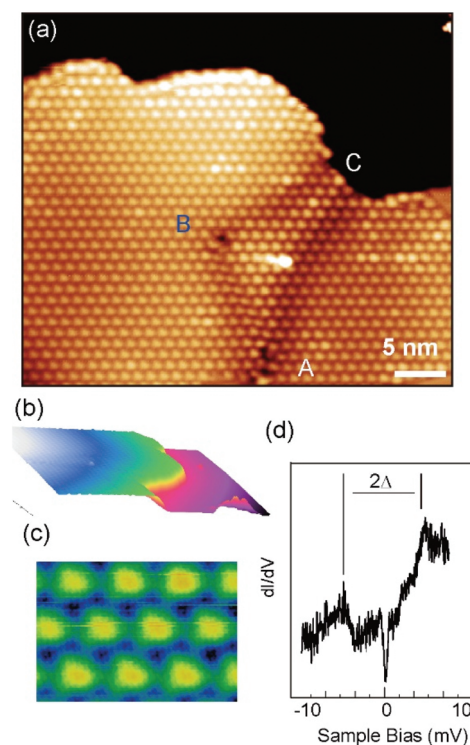 (a)
C
B
5 nm
A
(b)
(d)
2Δ
(c)
dI/dV
-10 0 10
Sample Bias (mV)